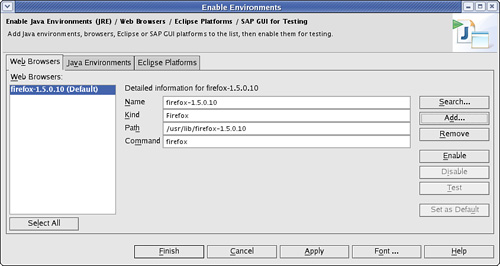 Enable Environments
Enable Java Environments (JRE) / Web Browsers / Eclipse Platforms / SAP GUI for Testing
Add Java environments, browsers, Eclipse or SAP GUI platforms to the list, then enable them for testing.
Web Browsers Java Environments Eclipse Platforms
Web Browsers:
firefox-1.5.0.10 (Default)
Detailed information for firefox-1.5.0.10
Name firefox-1.5.0.10
Kind Firefox
Path /usr/lib/firefox-1.5.0.10
Command firefox
Search...
Add...
Remove
Enable
Disable
Test
Set as Default
Select All
Finish Cancel Apply Font ... Help